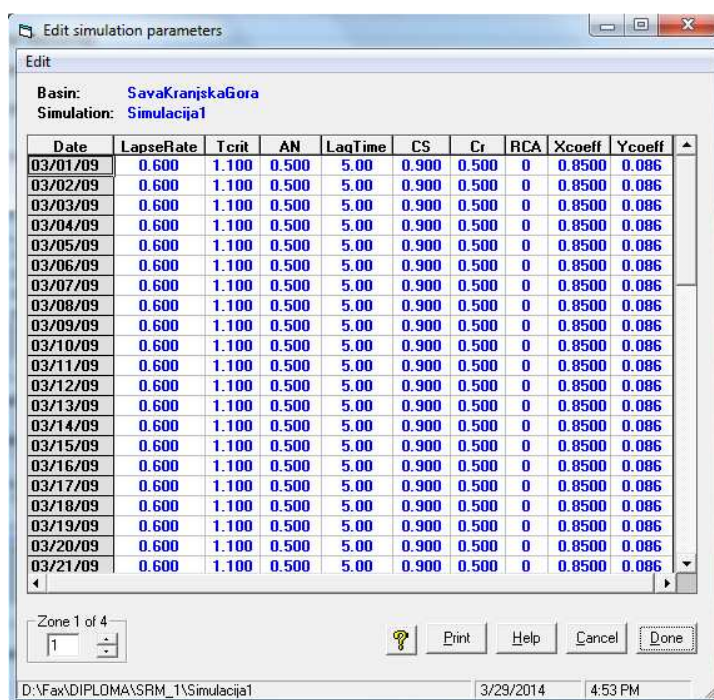 Edit simulation parameters
Edit
Basin: SavaKranjskaGora
Simulation: Simulacija1
Date LapseRate Tcrit AN LagTime CS Cr RCA Xcoeff Ycoeff
03/01/09 0.600 1.100 0.500 5.00 0.900 0.500 0 0.8500 0.086
03/02/09 0.600 1.100 0.500 5.00 0.900 0.500 0 0.8500 0.086
03/03/09 0.600 1.100 0.500 5.00 0.900 0.500 0 0.8500 0.086
03/04/09 0.600 1.100 0.500 5.00 0.900 0.500 0 0.8500 0.086
03/05/09 0.600 1.100 0.500 5.00 0.900 0.500 0 0.8500 0.086
03/06/09 0.600 1.100 0.500 5.00 0.900 0.500 0 0.8500 0.086
03/07/09 0.600 1.100 0.500 5.00 0.900 0.500 0 0.8500 0.086
03/08/09 0.600 1.100 0.500 5.00 0.900 0.500 0 0.8500 0.086
03/09/09 0.600 1.100 0.500 5.00 0.900 0.500 0 0.8500 0.086
03/10/09 0.600 1.100 0.500 5.00 0.900 0.500 0 0.8500 0.086
03/11/09 0.600 1.100 0.500 5.00 0.900 0.500 0 0.8500 0.086
03/12/09 0.600 1.100 0.500 5.00 0.900 0.500 0 0.8500 0.086
03/13/09 0.600 1.100 0.500 5.00 0.900 0.500 0 0.8500 0.086
03/14/09 0.600 1.100 0.500 5.00 0.900 0.500 0 0.8500 0.086
03/15/09 0.600 1.100 0.500 5.00 0.900 0.500 0 0.8500 0.086
03/16/09 0.600 1.100 0.500 5.00 0.900 0.500 0 0.8500 0.086
03/17/09 0.600 1.100 0.500 5.00 0.900 0.500 0 0.8500 0.086
03/18/09 0.600 1.100 0.500 5.00 0.900 0.500 0 0.8500 0.086
03/19/09 0.600 1.100 0.500 5.00 0.900 0.500 0 0.8500 0.086
03/20/09 0.600 1.100 0.500 5.00 0.900 0.500 0 0.8500 0.086
03/21/09 0.600 1.100 0.500 5.00 0.900 0.500 0 0.8500 0.086
Zone 1 of 4
1 ? Print Help Cancel Done
D:\Fax\DIPLOMA\SRM_1\Simulacija1 3/29/2014 4:53 PM